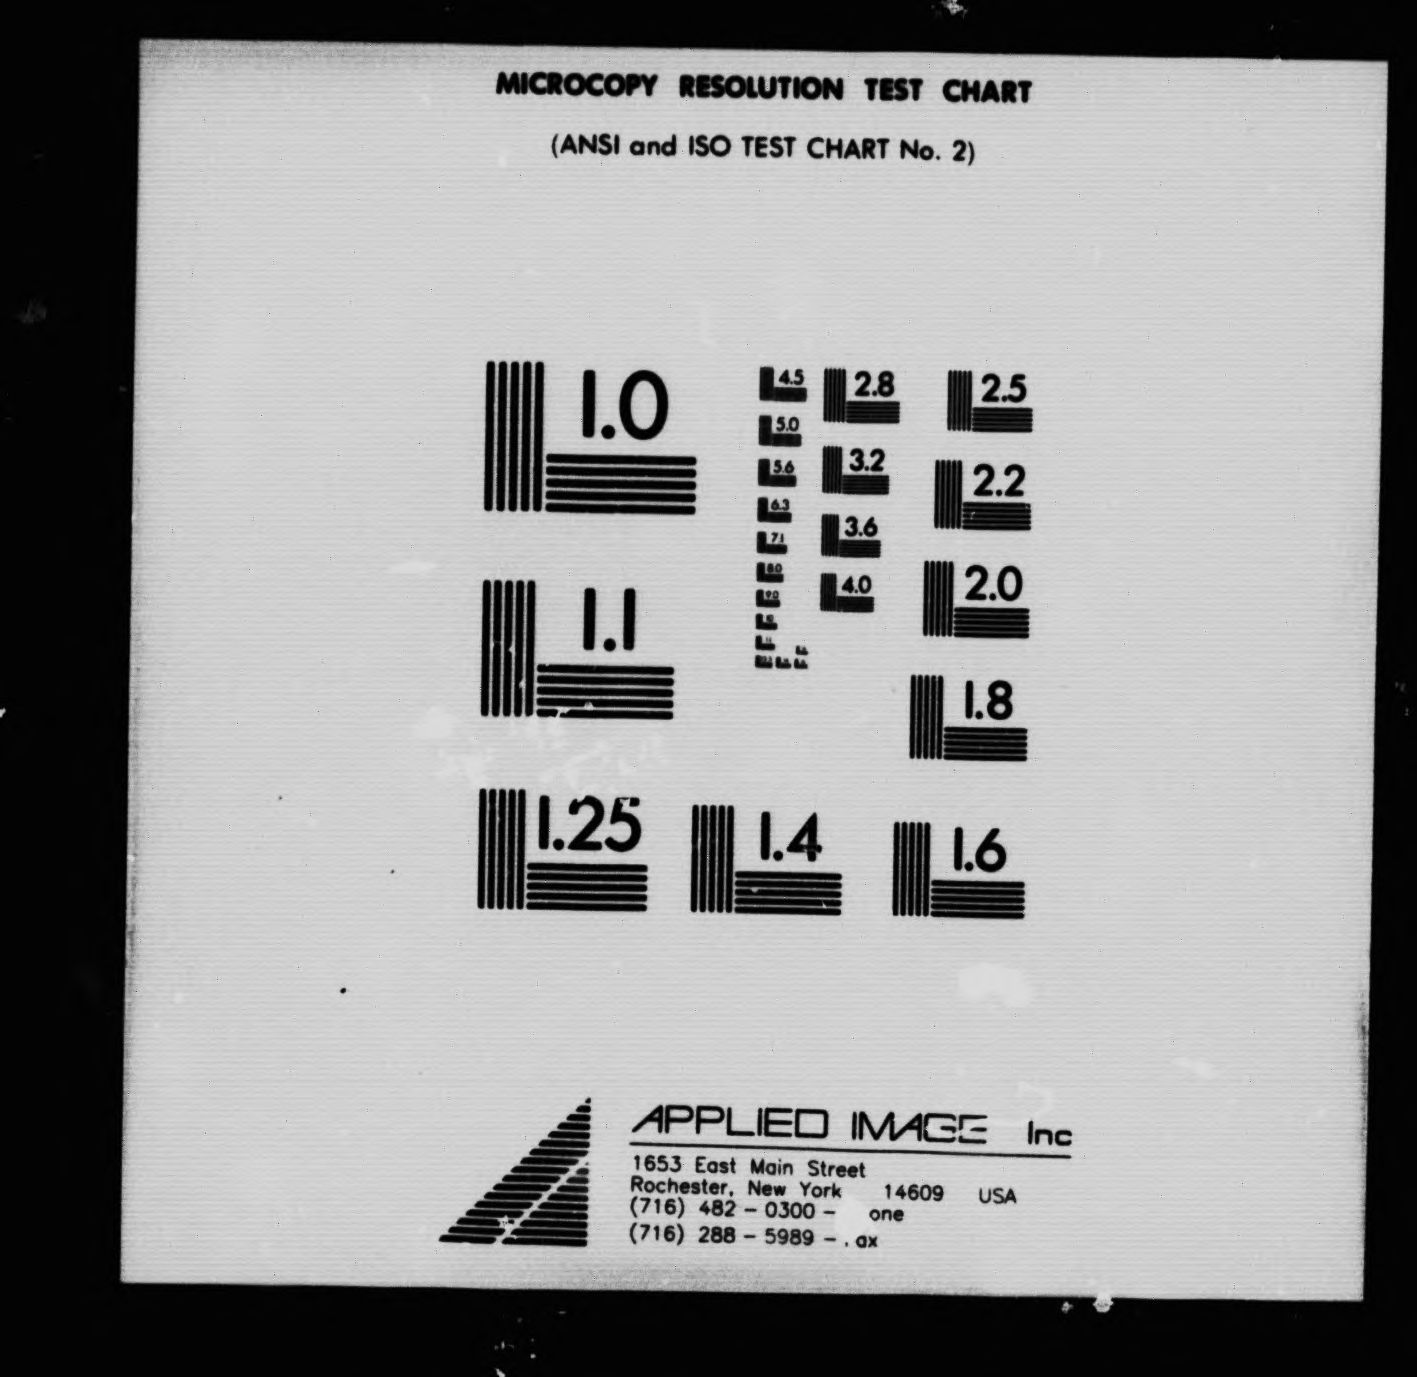 MICROCOPY RESOLUTION TEST CHART
(ANSI and ISO TEST CHART No. 2)
1.0
1.1
1.25
1.4
1.6
1.8
2.0
2.2
2.5
2.8
3.2
3.6
4.0
4.5
5.0
5.6
6.3
7.1
8.0
9.0
APPLIED IMAGE Inc
1653 East Main Street
Rochester, New York 14609 USA
(716) 482 - 0300 - one
(716) 288 - 5989 - . ax